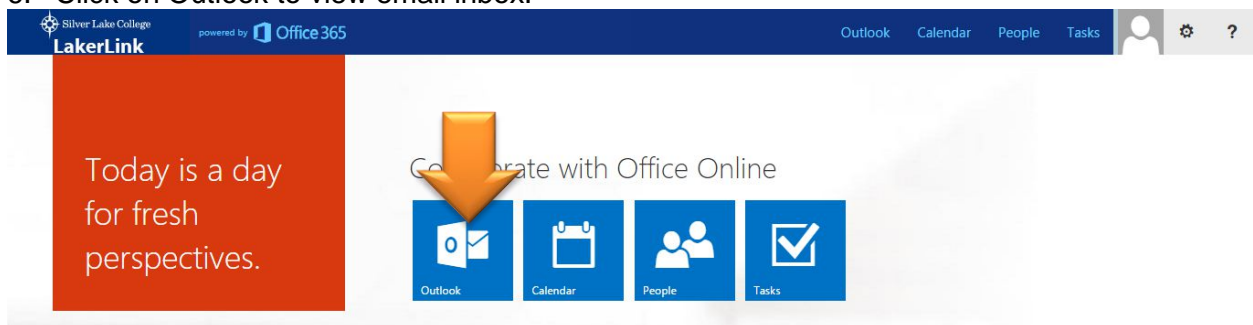 Click on Outlook to view email inbox.
Silver Lake College
LakerLink
powered by Office 365
Outlook Calendar People Tasks ?
Today is a day
for fresh
perspectives.
with Office Online
Outlook Calendar People Tasks